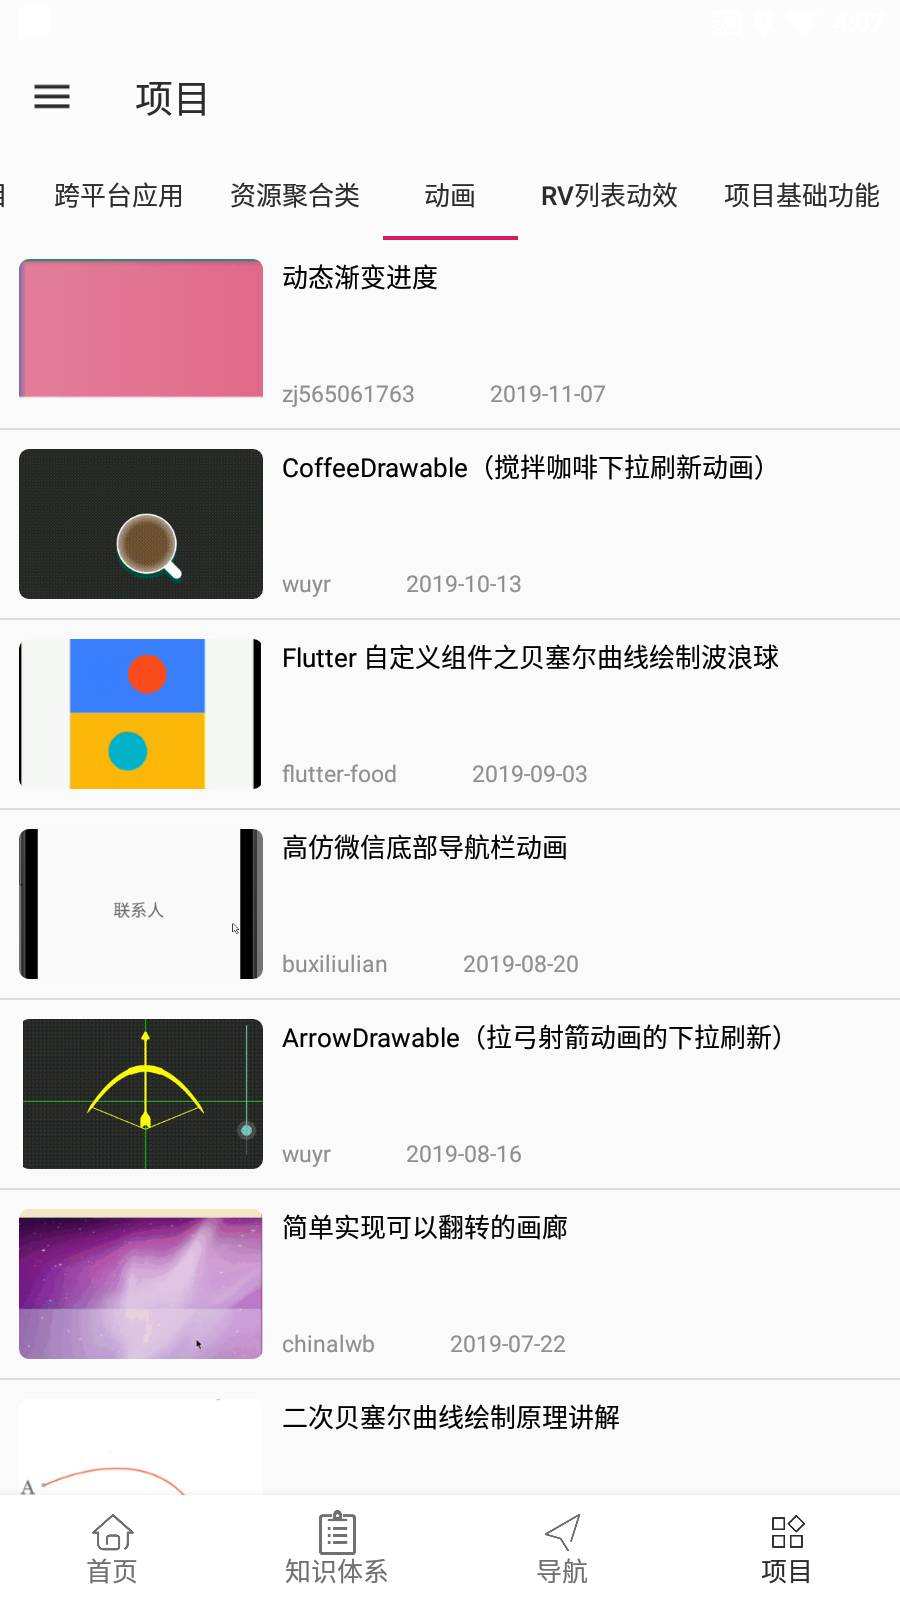 4:07
项目
跨平台应用 资源聚合类 动画 RV列表动效 项目基础功能
动态渐变进度
zj565061763 2019-11-07
CoffeeDrawable（搅拌咖啡下拉刷新动画）
wuyr 2019-10-13
Flutter 自定义组件之贝塞尔曲线绘制波浪球
flutter-food 2019-09-03
高仿微信底部导航栏动画
联系人
buxiliulian 2019-08-20
ArrowDrawable（拉弓射箭动画的下拉刷新）
wuyr 2019-08-16
简单实现可以翻转的画廊
chinalwb 2019-07-22
二次贝塞尔曲线绘制原理讲解
A
首页 知识体系 导航 项目